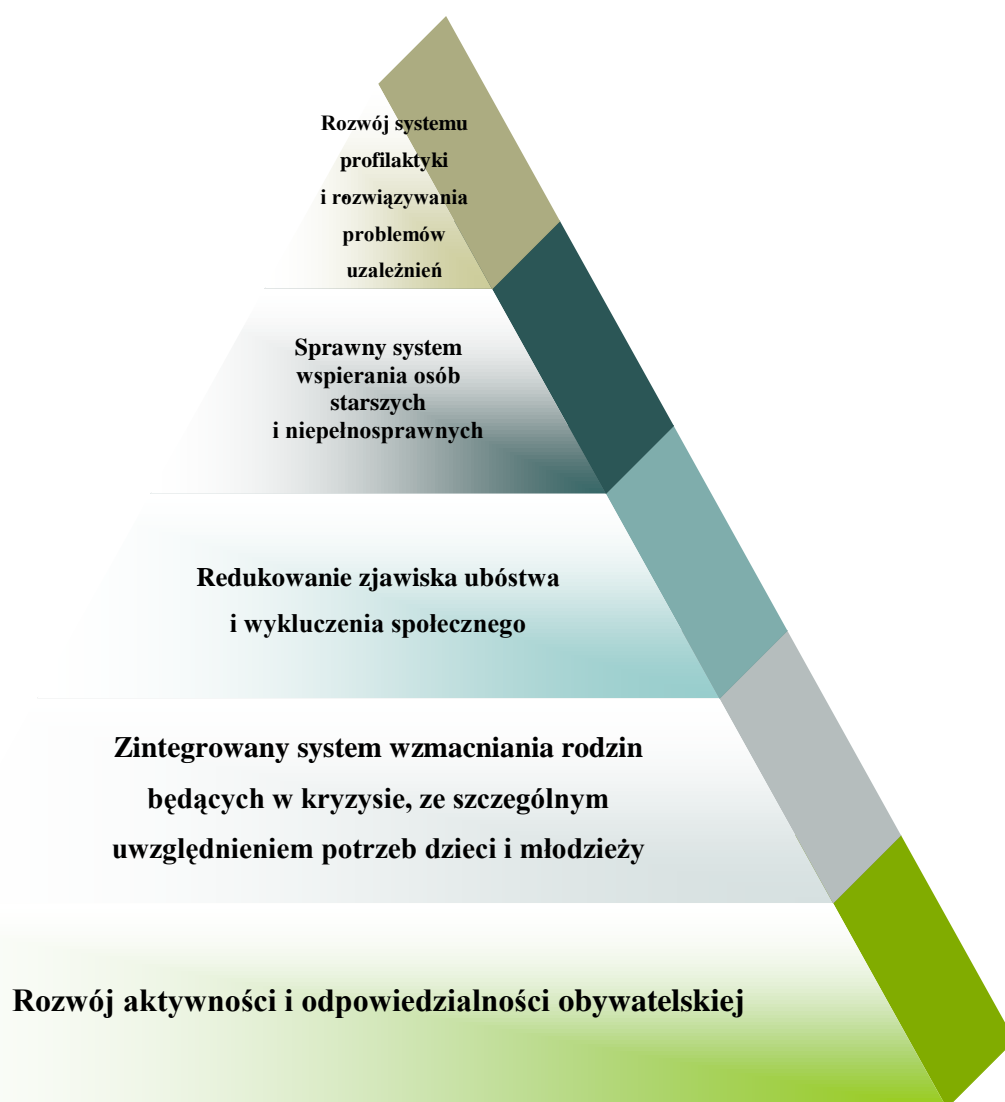 Rozwój systemu
profilaktyki
i rozwiązywania
problemów
uzależnień
Sprawny system
wspierania osób
starszych
i niepełnosprawnych
Redukowanie zjawiska ubóstwa
i wykluczenia społecznego
Zintegrowany system wzmacniania rodzin
będących w kryzysie, ze szczególnym
uwzględnieniem potrzeb dzieci i młodzieży
Rozwój aktywności i odpowiedzialności obywatelskiej